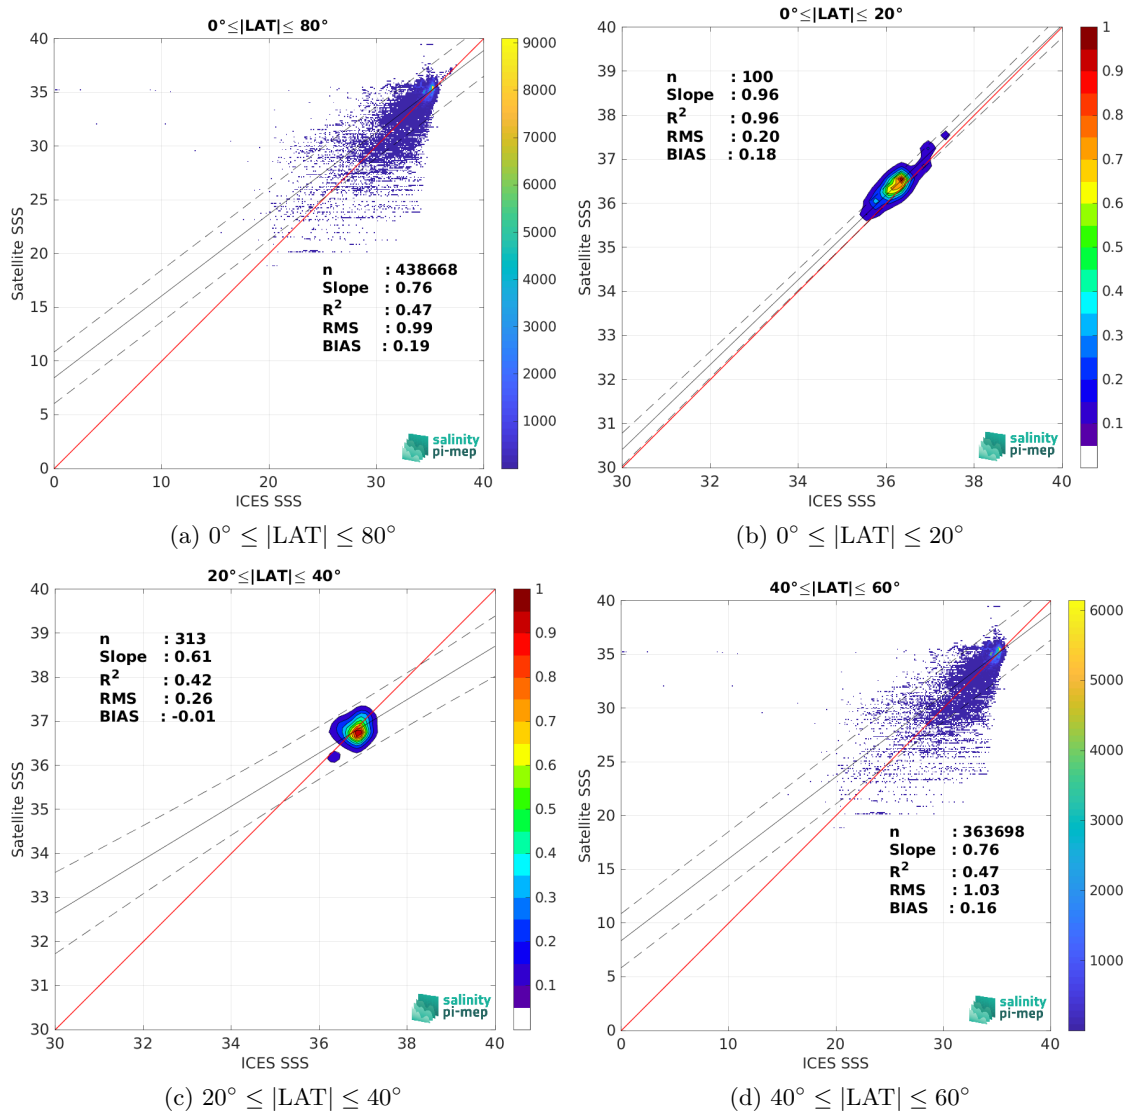 0°≤|LAT|≤ 80°
40
35
30
25
20
15
10
5
0
Satellite SSS
n : 438668
Slope : 0.76
R² : 0.47
RMS : 0.99
BIAS : 0.19
salinity
pi-mep
0 10 20 30 40
ICES SSS
9000
8000
7000
6000
5000
4000
3000
2000
1000
(a) 0° ≤ |LAT| ≤ 80°
0°≤|LAT|≤ 20°
40
39
38
37
36
35
34
33
32
31
30
Satellite SSS
n : 100
Slope : 0.96
R² : 0.96
RMS : 0.20
BIAS : 0.18
salinity
pi-mep
30 32 34 36 38 40
ICES SSS
1
0.9
0.8
0.7
0.6
0.5
0.4
0.3
0.2
0.1
(b) 0° ≤ |LAT| ≤ 20°
20°≤|LAT|≤ 40°
40
39
38
37
36
35
34
33
32
31
30
Satellite SSS
n : 313
Slope : 0.61
R² : 0.42
RMS : 0.26
BIAS : -0.01
salinity
pi-mep
30 32 34 36 38 40
ICES SSS
1
0.9
0.8
0.7
0.6
0.5
0.4
0.3
0.2
0.1
(c) 20° ≤ |LAT| ≤ 40°
40°≤|LAT|≤ 60°
40
35
30
25
20
15
10
5
0
Satellite SSS
n : 363698
Slope : 0.76
R² : 0.47
RMS : 1.03
BIAS : 0.16
salinity
pi-mep
0 10 20 30 40
ICES SSS
6000
5000
4000
3000
2000
1000
(d) 40° ≤ |LAT| ≤ 60°